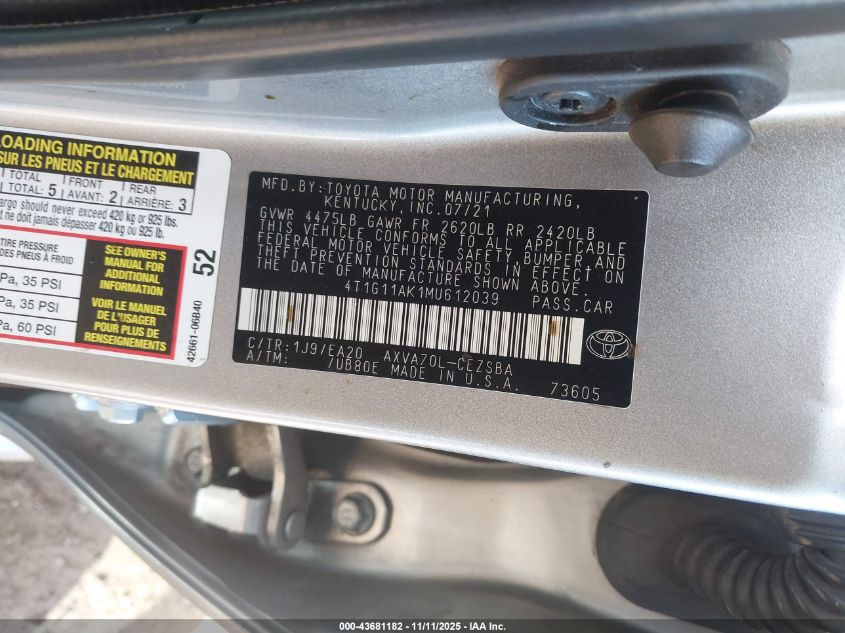 LOADING INFORMATION
SUR LES PNEUS ET LE CHARGEMENT
TOTAL 5 FRONT 2 REAR 3
TOTAL: AVANT: ARRIÈRE
cargo should never exceed 420 kg or 925 lbs.
ne doit jamais dépasser 420 kg ou 925 lb.
TIRE PRESSURE
DES PNEUS À FROID
Pa, 35 PSI
Pa, 35 PSI
Pa, 60 PSI
SEE OWNER'S
MANUAL FOR
ADDITIONAL
INFORMATION
VOIR LE MANUEL
DE L'USAGER
POUR PLUS DE
RENSEIGNEMENTS
52
42661-06B40
MFD.BY:TOYOTA MOTOR MANUFACTURING,
KENTUCKY, INC.07/21
GVWR 4475LB GAWR FR 2620LB RR 2420LB
THIS VEHICLE CONFORMS TO ALL APPLICABLE
FEDERAL MOTOR VEHICLE SAFETY, BUMPER, AND
THEFT PREVENTION STANDARDS IN EFFECT ON
THE DATE OF MANUFACTURE SHOWN ABOVE.
4T1G11AK1MU612039 PASS.CAR
C/TR:1J9/EA20 AXVA70L-CEZSBA
A/TM: 7UB80E MADE IN U.S.A. 73605
TOYOTA
000-43681182 - 11/11/2025 - IAA Inc.